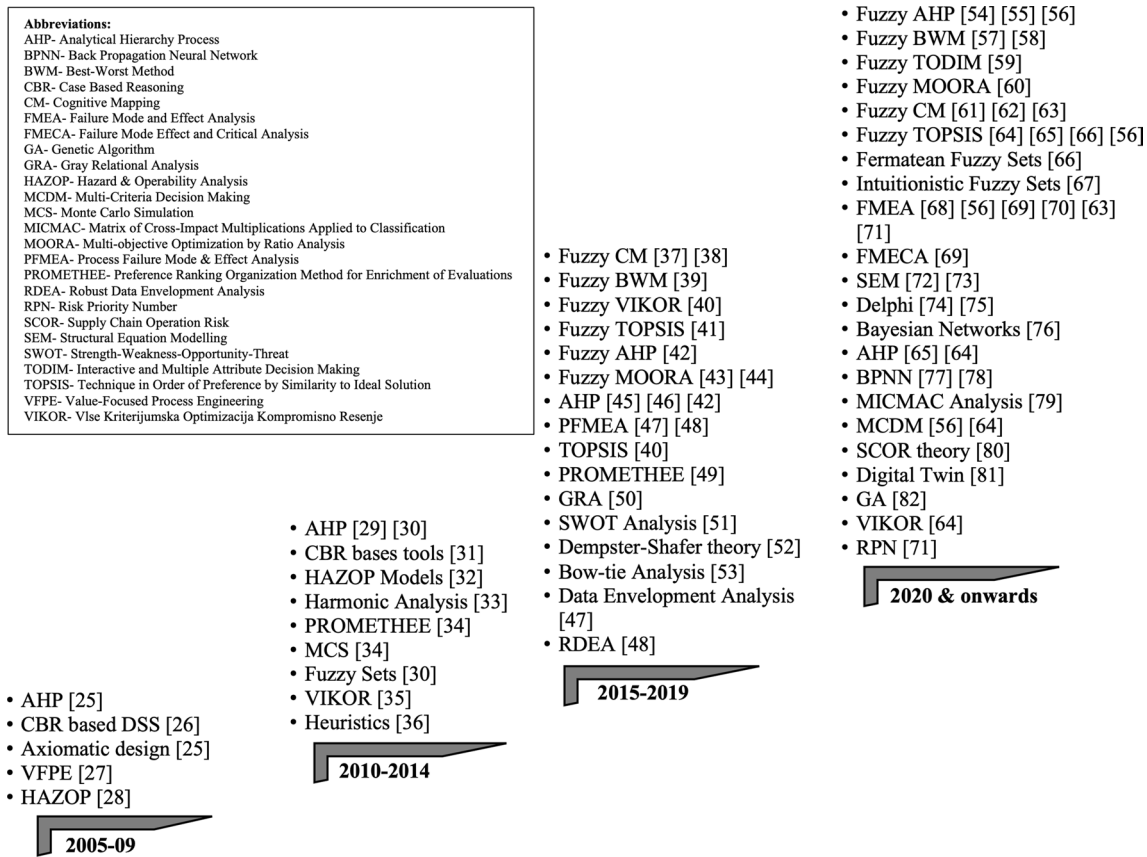 Abbreviations:
AHP- Analytical Hierarchy Process
BPNN- Back Propagation Neural Network
BWM- Best-Worst Method
CBR- Case Based Reasoning
CM- Cognitive Mapping
FMEA- Failure Mode and Effect Analysis
FMECA- Failure Mode Effect and Critical Analysis
GA- Genetic Algorithm
GRA- Gray Relational Analysis
HAZOP- Hazard & Operability Analysis
MCDM- Multi-Criteria Decision Making
MCS- Monte Carlo Simulation
MICMAC- Matrix of Cross-Impact Multiplications Applied to Classification
MOORA- Multi-objective Optimization by Ratio Analysis
PFMEA- Process Failure Mode & Effect Analysis
PROMETHEE- Preference Ranking Organization Method for Enrichment of Evaluations
RDEA- Robust Data Envelopment Analysis
RPN- Risk Priority Number
SCOR- Supply Chain Operation Risk
SEM- Structural Equation Modelling
SWOT- Strength-Weakness-Opportunity-Threat
TODIM- Interactive and Multiple Attribute Decision Making
TOPSIS- Technique in Order of Preference by Similarity to Ideal Solution
VFPE- Value-Focused Process Engineering
VIKOR- Vlse Kriterijumska Optimizacija Kompromisno Resenje
• AHP [25]
• CBR based DSS [26]
• Axiomatic design [25]
• VFPE [27]
• HAZOP [28]
2005-09
• AHP [29] [30]
• CBR bases tools [31]
• HAZOP Models [32]
• Harmonic Analysis [33]
• PROMETHEE [34]
• MCS [34]
• Fuzzy Sets [30]
• VIKOR [35]
• Heuristics [36]
2010-2014
• Fuzzy CM [37] [38]
• Fuzzy BWM [39]
• Fuzzy VIKOR [40]
• Fuzzy TOPSIS [41]
• Fuzzy AHP [42]
• Fuzzy MOORA [43] [44]
• AHP [45] [46] [42]
• PFMEA [47] [48]
• TOPSIS [40]
• PROMETHEE [49]
• GRA [50]
• SWOT Analysis [51]
• Dempster-Shafer theory [52]
• Bow-tie Analysis [53]
• Data Envelopment Analysis
[47]
• RDEA [48]
2015-2019
• Fuzzy AHP [54] [55] [56]
• Fuzzy BWM [57] [58]
• Fuzzy TODIM [59]
• Fuzzy MOORA [60]
• Fuzzy CM [61] [62] [63]
• Fuzzy TOPSIS [64] [65] [66] [56]
• Fermatean Fuzzy Sets [66]
• Intuitionistic Fuzzy Sets [67]
• FMEA [68] [56] [69] [70] [63]
[71]
• FMECA [69]
• SEM [72] [73]
• Delphi [74] [75]
• Bayesian Networks [76]
• AHP [65] [64]
• BPNN [77] [78]
• MICMAC Analysis [79]
• MCDM [56] [64]
• SCOR theory [80]
• Digital Twin [81]
• GA [82]
• VIKOR [64]
• RPN [71]
2020 & onwards